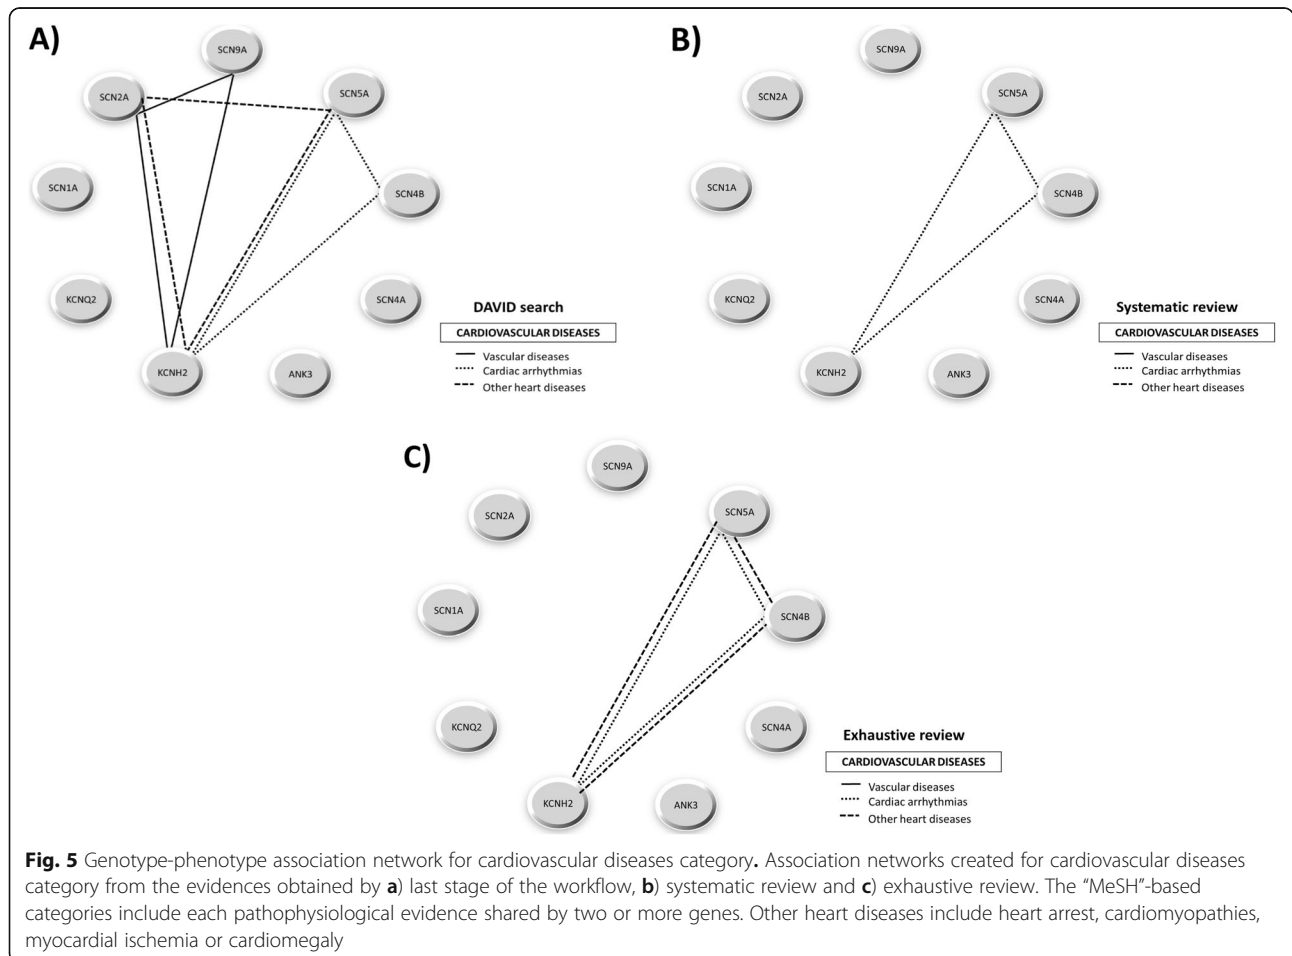 A)
SCN9A
SCN2A
SCN5A
SCN1A
SCN4B
KCNQ2
SCN4A
KCNH2
ANK3
DAVID search
CARDIOVASCULAR DISEASES
Vascular diseases
Cardiac arrhythmias
Other heart diseases
B)
SCN9A
SCN2A
SCN5A
SCN1A
SCN4B
KCNQ2
SCN4A
KCNH2
ANK3
Systematic review
CARDIOVASCULAR DISEASES
Vascular diseases
Cardiac arrhythmias
Other heart diseases
C)
SCN9A
SCN2A
SCN5A
SCN1A
SCN4B
KCNQ2
SCN4A
KCNH2
ANK3
Exhaustive review
CARDIOVASCULAR DISEASES
Vascular diseases
Cardiac arrhythmias
Other heart diseases
Fig. 5 Genotype-phenotype association network for cardiovascular diseases category. Association networks created for cardiovascular diseases
category from the evidences obtained by a) last stage of the workflow, b) systematic review and c) exhaustive review. The “MeSH”-based
categories include each pathophysiological evidence shared by two or more genes. Other heart diseases include heart arrest, cardiomyopathies,
myocardial ischemia or cardiomegaly